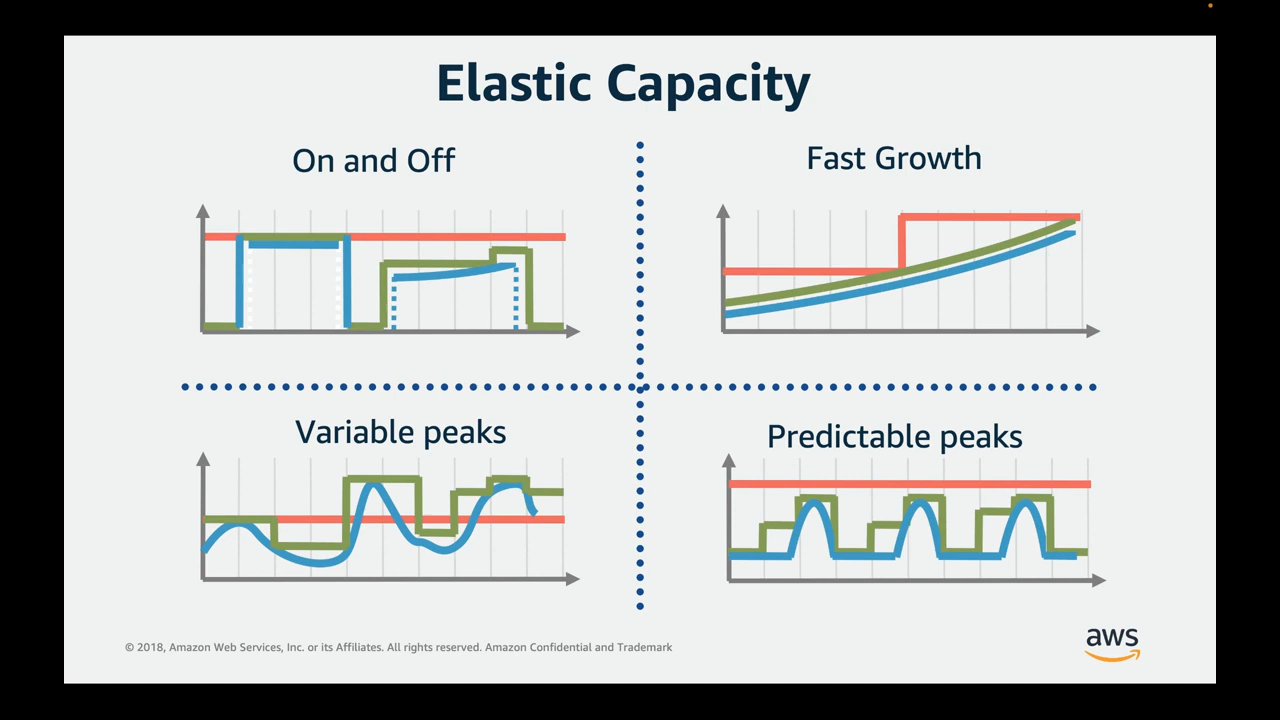 Elastic Capacity
On and Off
Fast Growth
Variable peaks
Predictable peaks
© 2018, Amazon Web Services, Inc. or its Affiliates. All rights reserved. Amazon Confidential and Trademark
aws